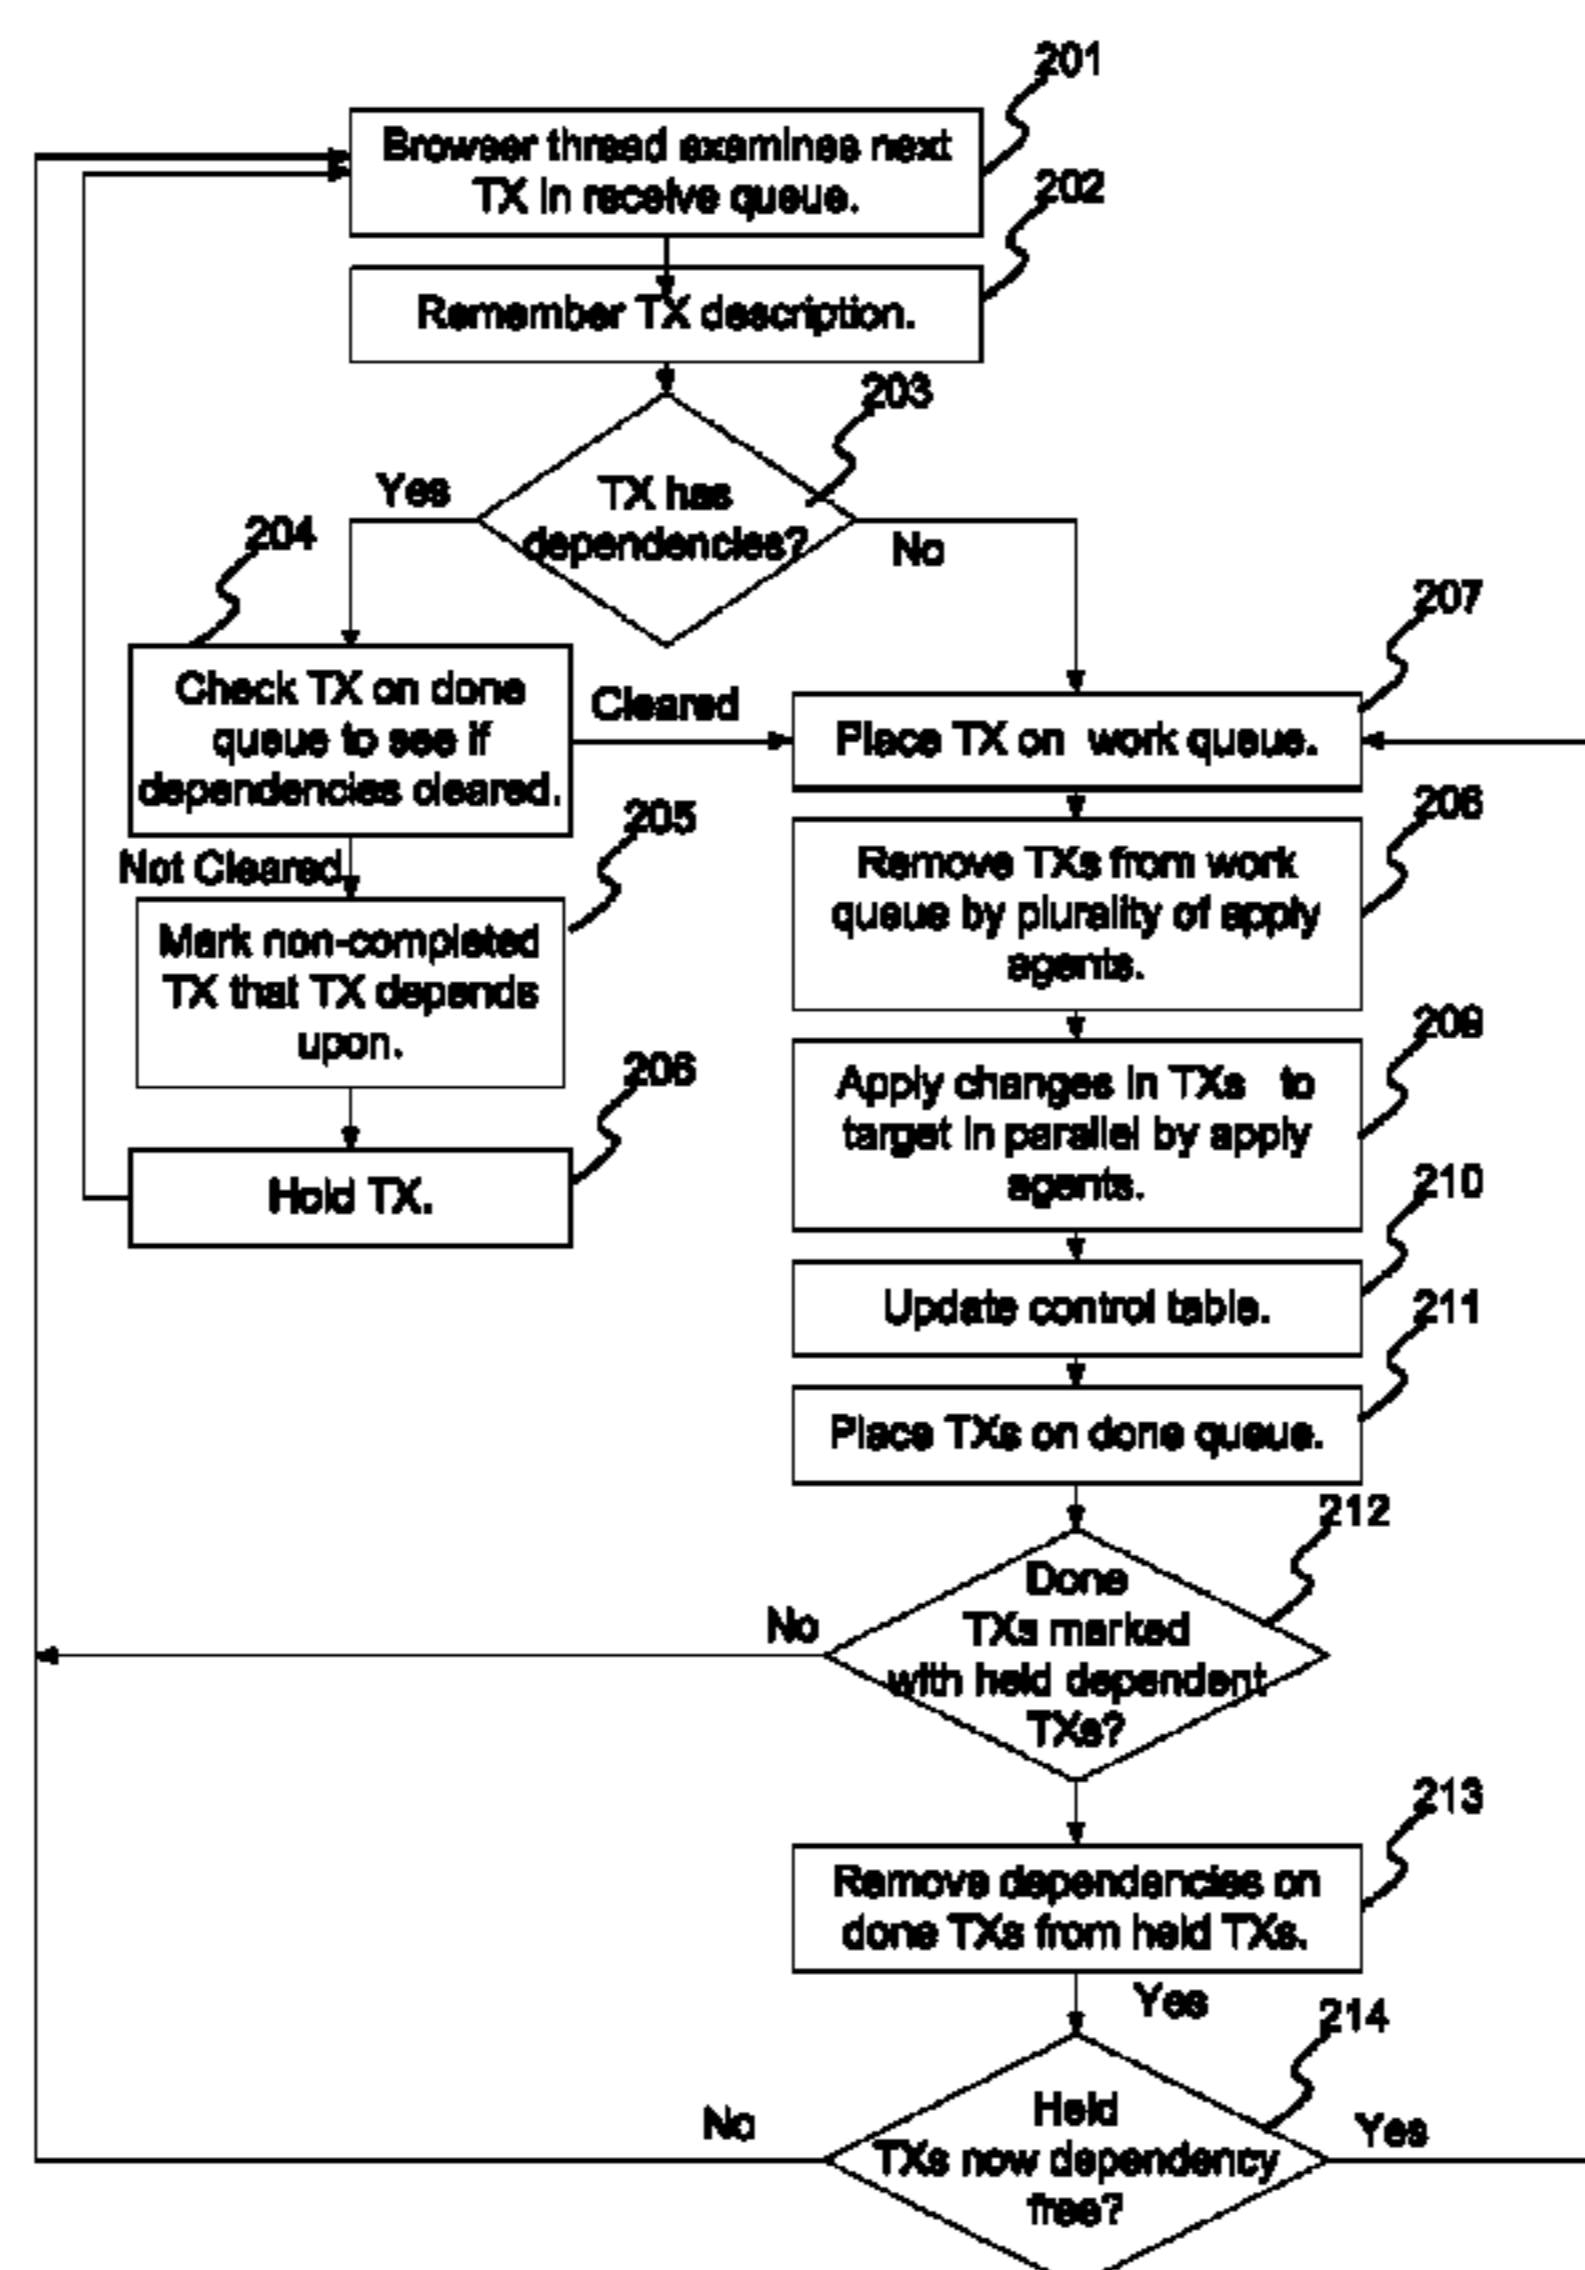 201
Browser thread examines next
TX in receive queue.
202
Remember TX description.
203
TX has
dependencies?
Yes
No
204
Check TX on done
queue to see if
dependencies cleared.
Cleared
207
Place TX on work queue.
Not Cleared
205
Mark non-completed
TX that TX depends
upon.
208
Remove TXs from work
queue by plurality of apply
agents.
206
Hold TX.
209
Apply changes in TXs to
target in parallel by apply
agents.
210
Update control table.
211
Place TXs on done queue.
212
Done
TXs marked
with held dependent
TXs?
No
213
Remove dependencies on
done TXs from held TXs.
Yes
214
Held
TXs now dependency
free?
No
Yes